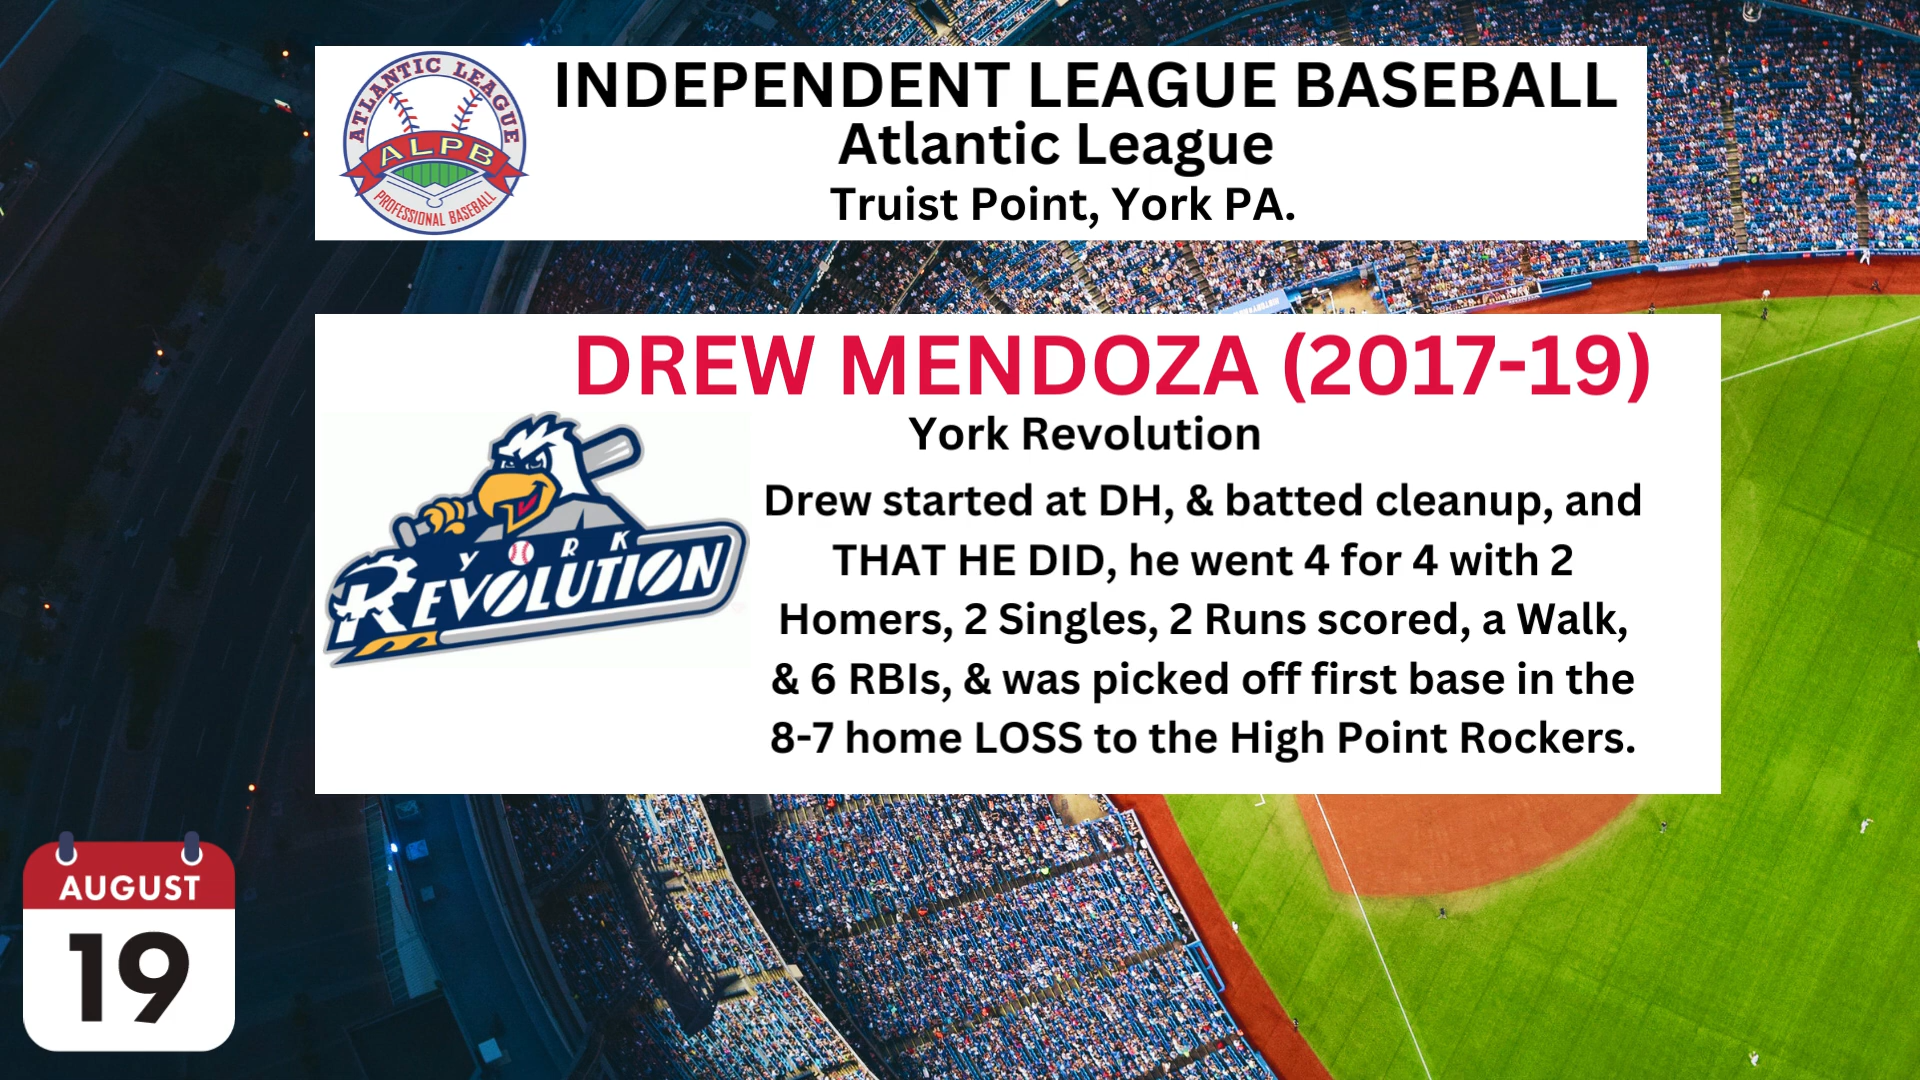 ATLANTIC LEAGUE
ALPB
PROFESSIONAL BASEBALL
INDEPENDENT LEAGUE BASEBALL
Atlantic League
Truist Point, York PA.
DREW MENDOZA (2017-19)
York Revolution
YORK
REVOLUTION
Drew started at DH, & batted cleanup, and
THAT HE DID, he went 4 for 4 with 2
Homers, 2 Singles, 2 Runs scored, a Walk,
& 6 RBIs, & was picked off first base in the
8-7 home LOSS to the High Point Rockers.
AUGUST
19